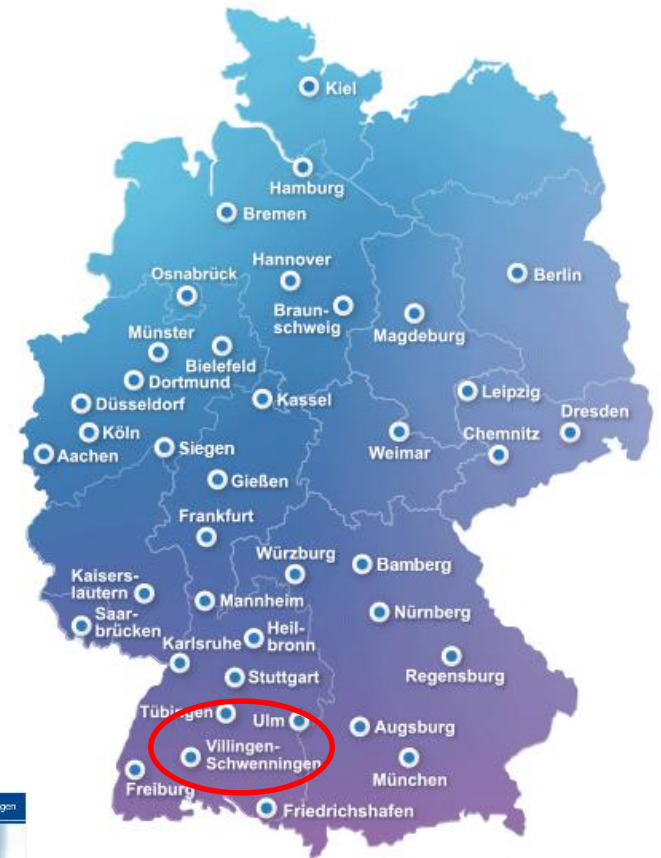 Kiel
Hamburg
Bremen
Hannover
Osnabrück
Berlin
Braun-
schweig
Magdeburg
Münster
Bielefeld
Dortmund
Düsseldorf
Kassel
Leipzig
Dresden
Köln
Siegen
Weimar
Chemnitz
Aachen
Gießen
Frankfurt
Würzburg
Bamberg
Kaisers-
lautern
Mannheim
Nürnberg
Saar-
brücken
Heil-
bronn
Karlsruhe
Stuttgart
Regensburg
Tübingen
Ulm
Augsburg
Villingen-
Schwenningen
München
Freiburg
Friedrichshafen
gen